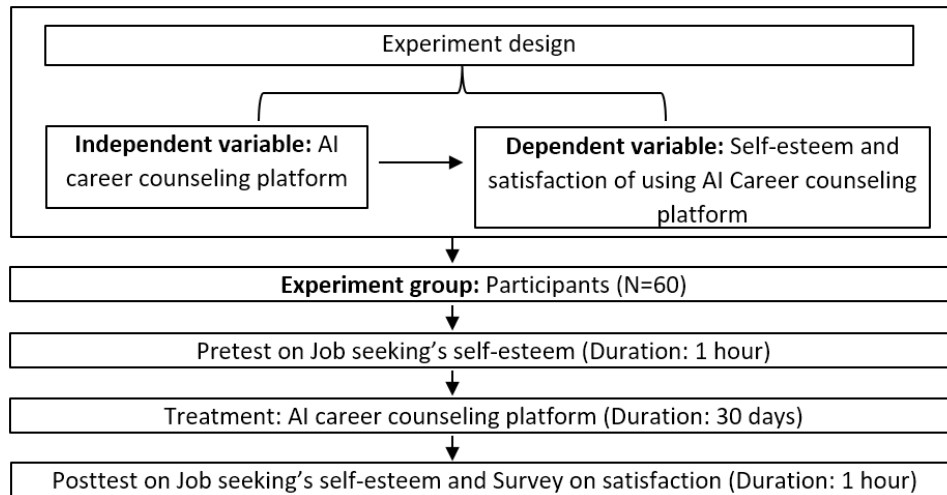 Experiment design
Independent variable: AI
career counseling platform
Dependent variable: Self-esteem and
satisfaction of using AI Career counseling
platform
Experiment group: Participants (N=60)
Pretest on Job seeking’s self-esteem (Duration: 1 hour)
Treatment: AI career counseling platform (Duration: 30 days)
Posttest on Job seeking’s self-esteem and Survey on satisfaction (Duration: 1 hour)